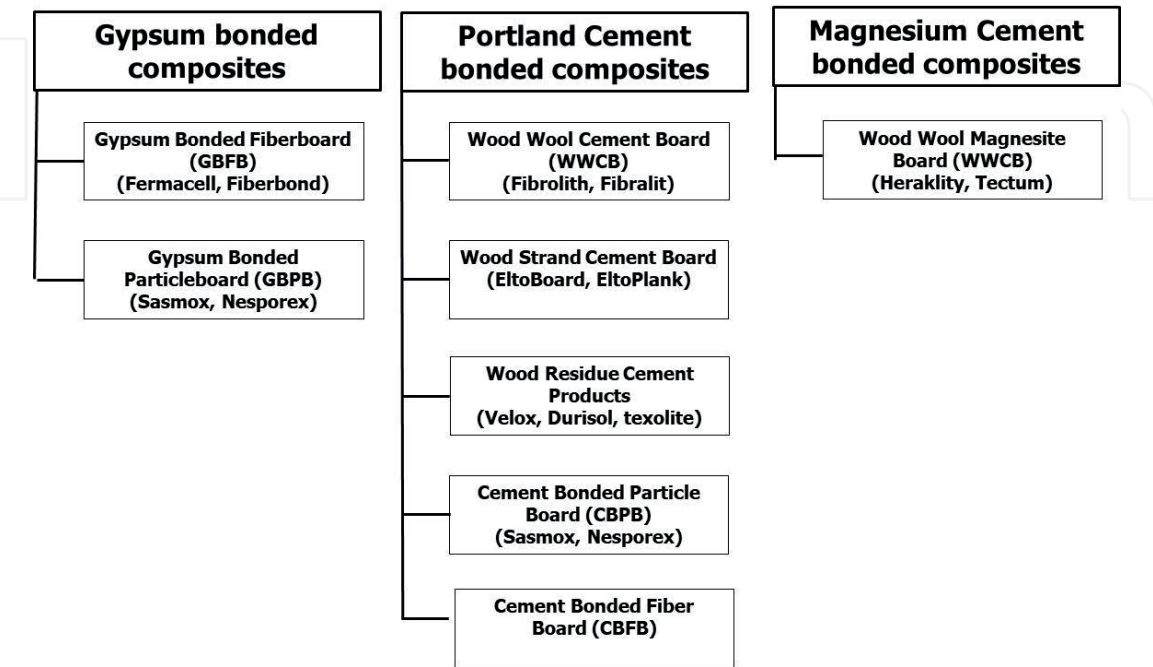 Gypsum bonded
composites
Gypsum Bonded Fiberboard
(GBFB)
(Fermacell, Fiberbond)
Gypsum Bonded
Particleboard (GBPB)
(Sasmox, Nesporex)
Portland Cement
bonded composites
Wood Wool Cement Board
(WWCB)
(Fibrolith, Fibralit)
Wood Strand Cement Board
(EltoBoard, EltoPlank)
Wood Residue Cement
Products
(Velox, Durisol, texolite)
Cement Bonded Particle
Board (CBPB)
(Sasmox, Nesporex)
Cement Bonded Fiber
Board (CBFB)
Magnesium Cement
bonded composites
Wood Wool Magnesite
Board (WWCB)
(Heraklity, Tectum)